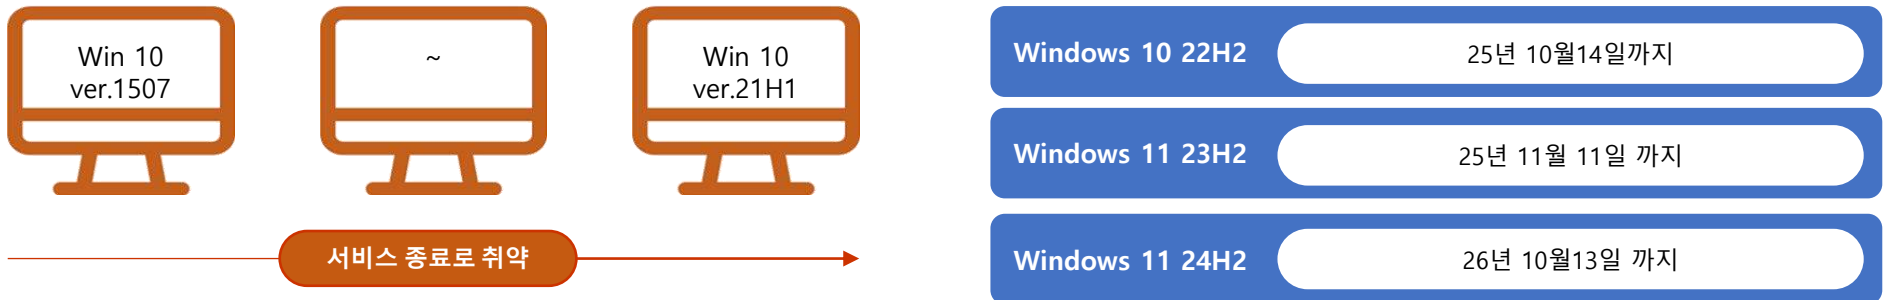 Win 10
ver.1507
~
Win 10
ver.21H1
서비스 종료로 취약
Windows 10 22H2
25년 10월14일까지
Windows 11 23H2
25년 11월 11일 까지
Windows 11 24H2
26년 10월13일 까지